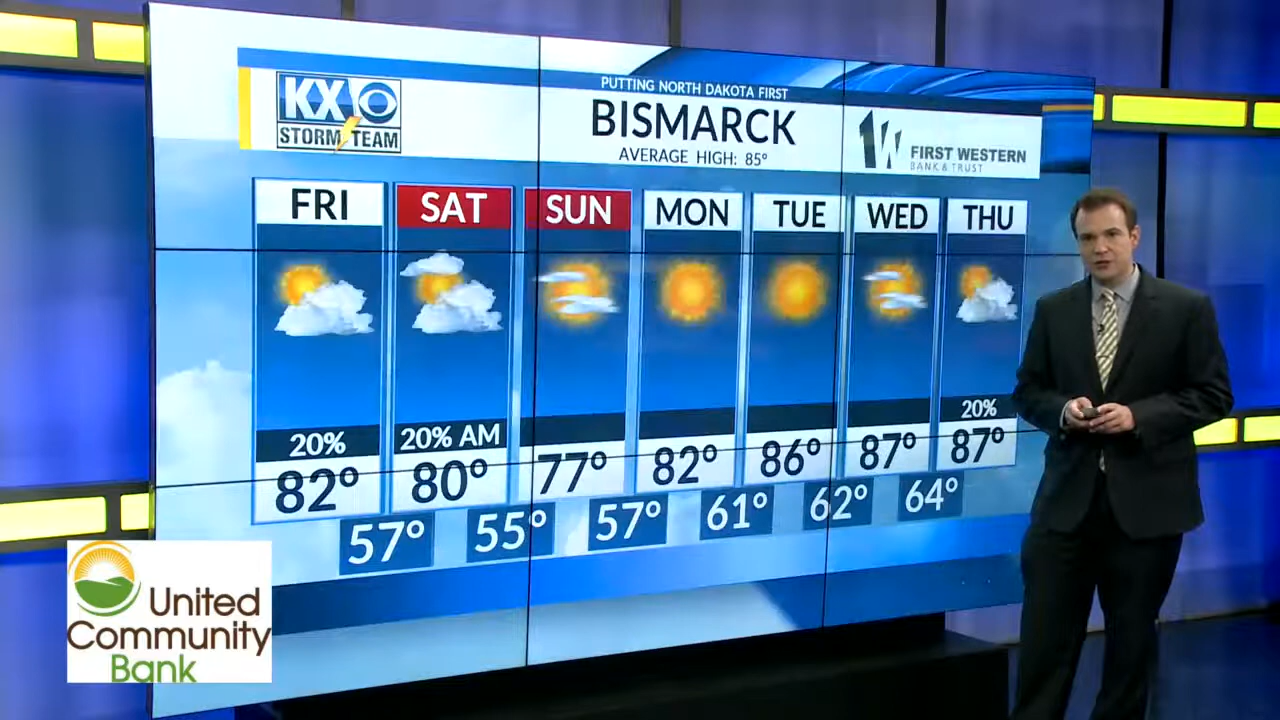 PUTTING NORTH DAKOTA FIRST
KX
STORM TEAM
BISMARCK
AVERAGE HIGH: 85°
1W
FIRST WESTERN
BANK & TRUST
FRI SAT SUN MON TUE WED THU
20% 20% AM 20%
82° 80° 77° 82° 86° 87° 87°
57° 55° 57° 61° 62° 64°
United
Community
Bank